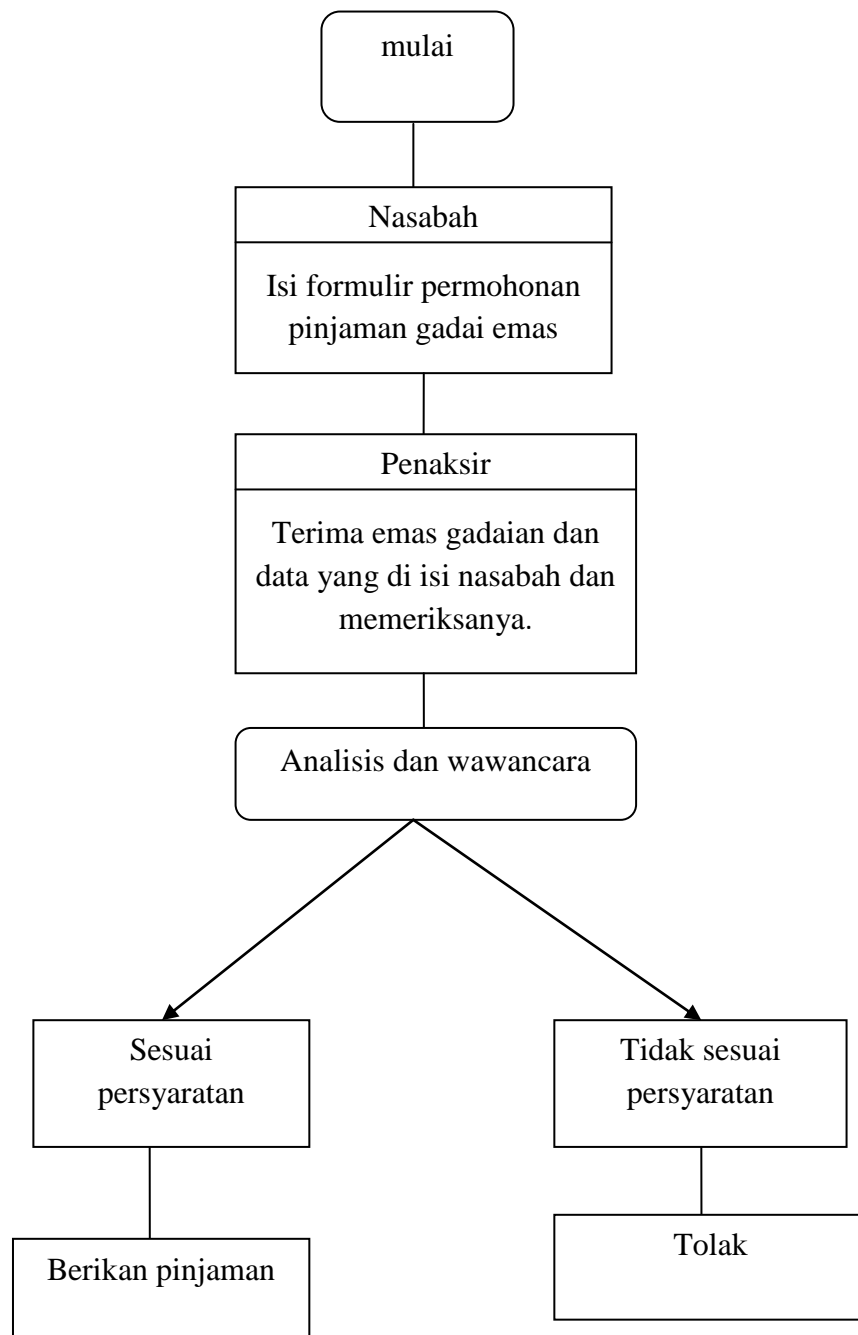 mulai
Nasabah
Isi formulir permohonan
pinjaman gadai emas
Penaksir
Terima emas gadaian dan
data yang di isi nasabah dan
memeriksanya.
Analisis dan wawancara
Sesuai
persyaratan
Tidak sesuai
persyaratan
Berikan pinjaman
Tolak